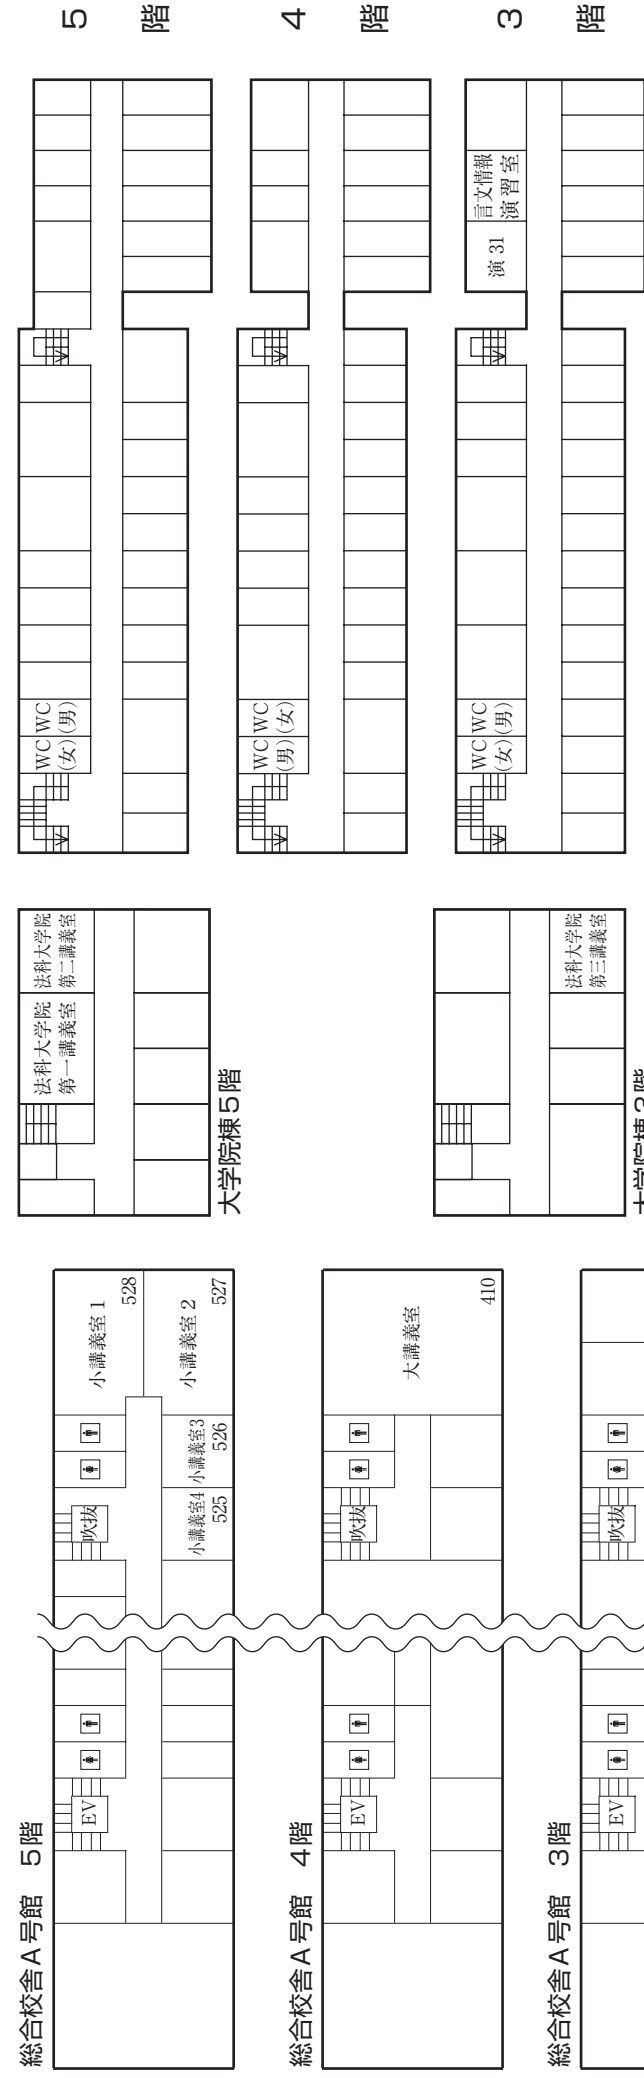 総合校舎A号館 5階
EV
吹抜
小講義室1
528
小講義室2
527
小講義室3
526
小講義室4
525
総合校舎A号館 4階
EV
吹抜
大講義室
410
総合校舎A号館 3階
EV
吹抜
法科大学院
第一講義室
法科大学院
第二講義室
大学院棟5階
法科大学院
第三講義室
大学院棟3階
WC
(女)
WC
(男)
5階
WC
(男)
WC
(女)
4階
WC
(女)
WC
(男)
演31
言文情報
演習室
3階